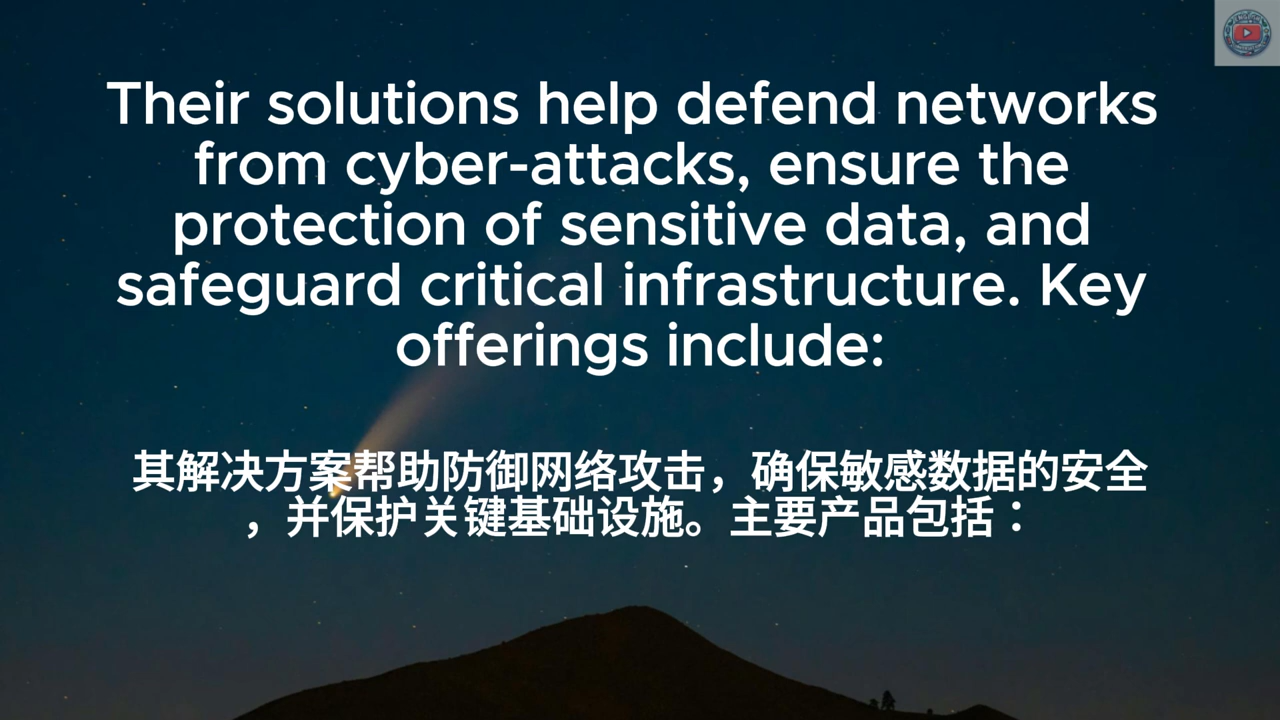 Their solutions help defend networks
from cyber-attacks, ensure the
protection of sensitive data, and
safeguard critical infrastructure. Key
offerings include:
其解决方案帮助防御网络攻击，确保敏感数据的安全
，并保护关键基础设施。主要产品包括：